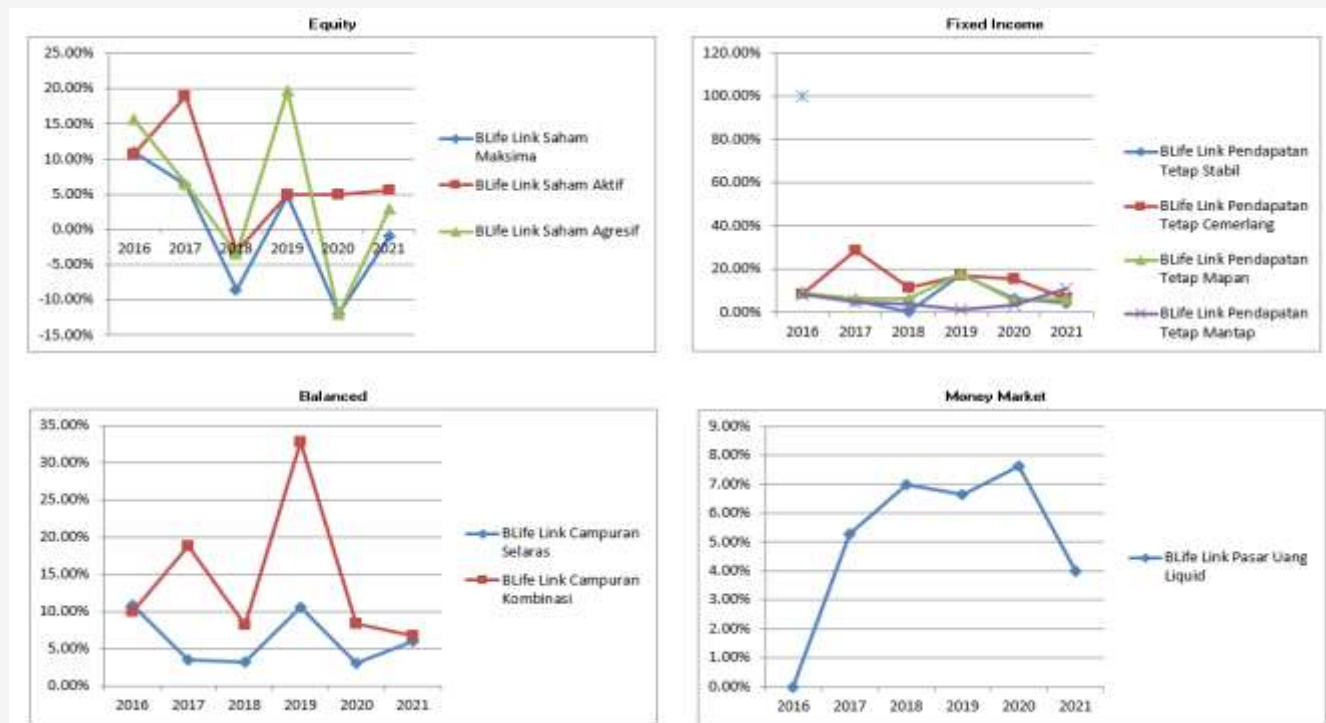 Equity
25.00%
20.00%
15.00%
10.00%
5.00%
0.00%
-5.00%
-10.00%
-15.00%
2016 2017 2018 2019 2020 2021
BLife Link Saham
Maksima
BLife Link Saham Aktif
BLife Link Saham Agresif
Fixed Income
120.00%
100.00%
80.00%
60.00%
40.00%
20.00%
0.00%
2016 2017 2018 2019 2020 2021
BLife Link Pendapatan
Tetap Stabil
BLife Link Pendapatan
Tetap Cemerlang
BLife Link Pendapatan
Tetap Mapan
BLife Link Pendapatan
Tetap Mantap
Balanced
35.00%
30.00%
25.00%
20.00%
15.00%
10.00%
5.00%
0.00%
2016 2017 2018 2019 2020 2021
BLife Link Campuran
Selaras
BLife Link Campuran
Kombinasi
Money Market
9.00%
8.00%
7.00%
6.00%
5.00%
4.00%
3.00%
2.00%
1.00%
0.00%
2016 2017 2018 2019 2020 2021
BLife Link Pasar Uang
Liquid